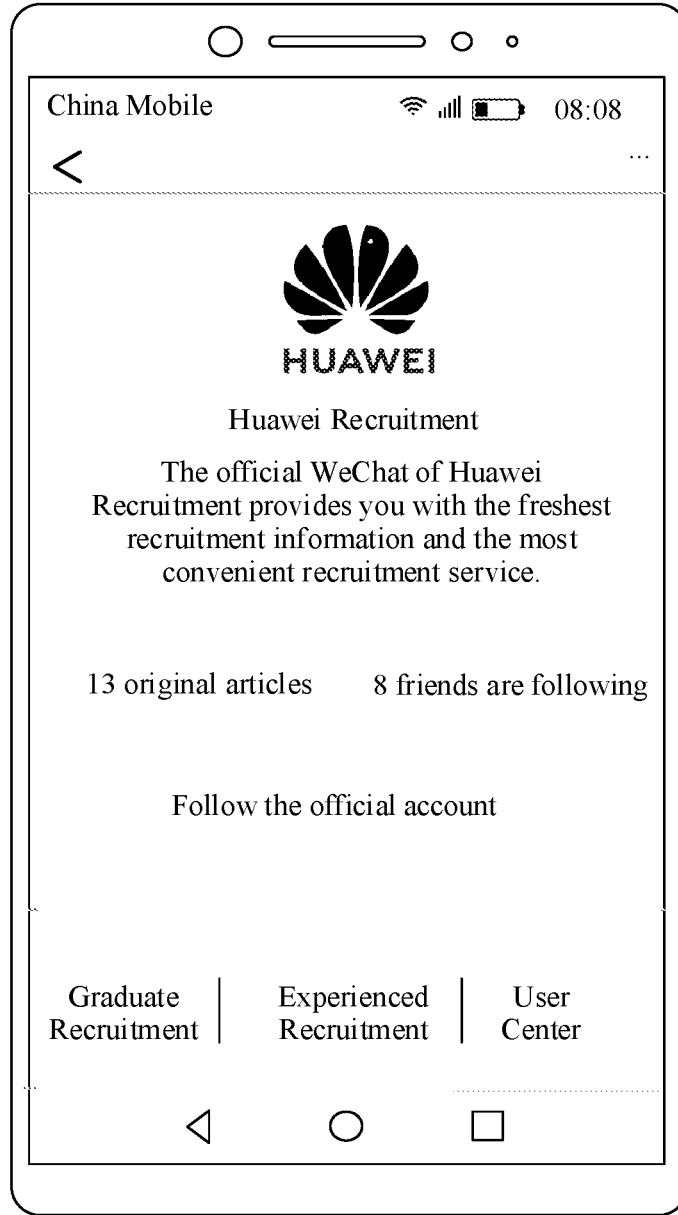 China Mobile 08:08
...
HUAWEI
Huawei Recruitment
The official WeChat of Huawei
Recruitment provides you with the freshest
recruitment information and the most
convenient recruitment service.
13 original articles 8 friends are following
Follow the official account
Graduate Experienced User
Recruitment Recruitment Center